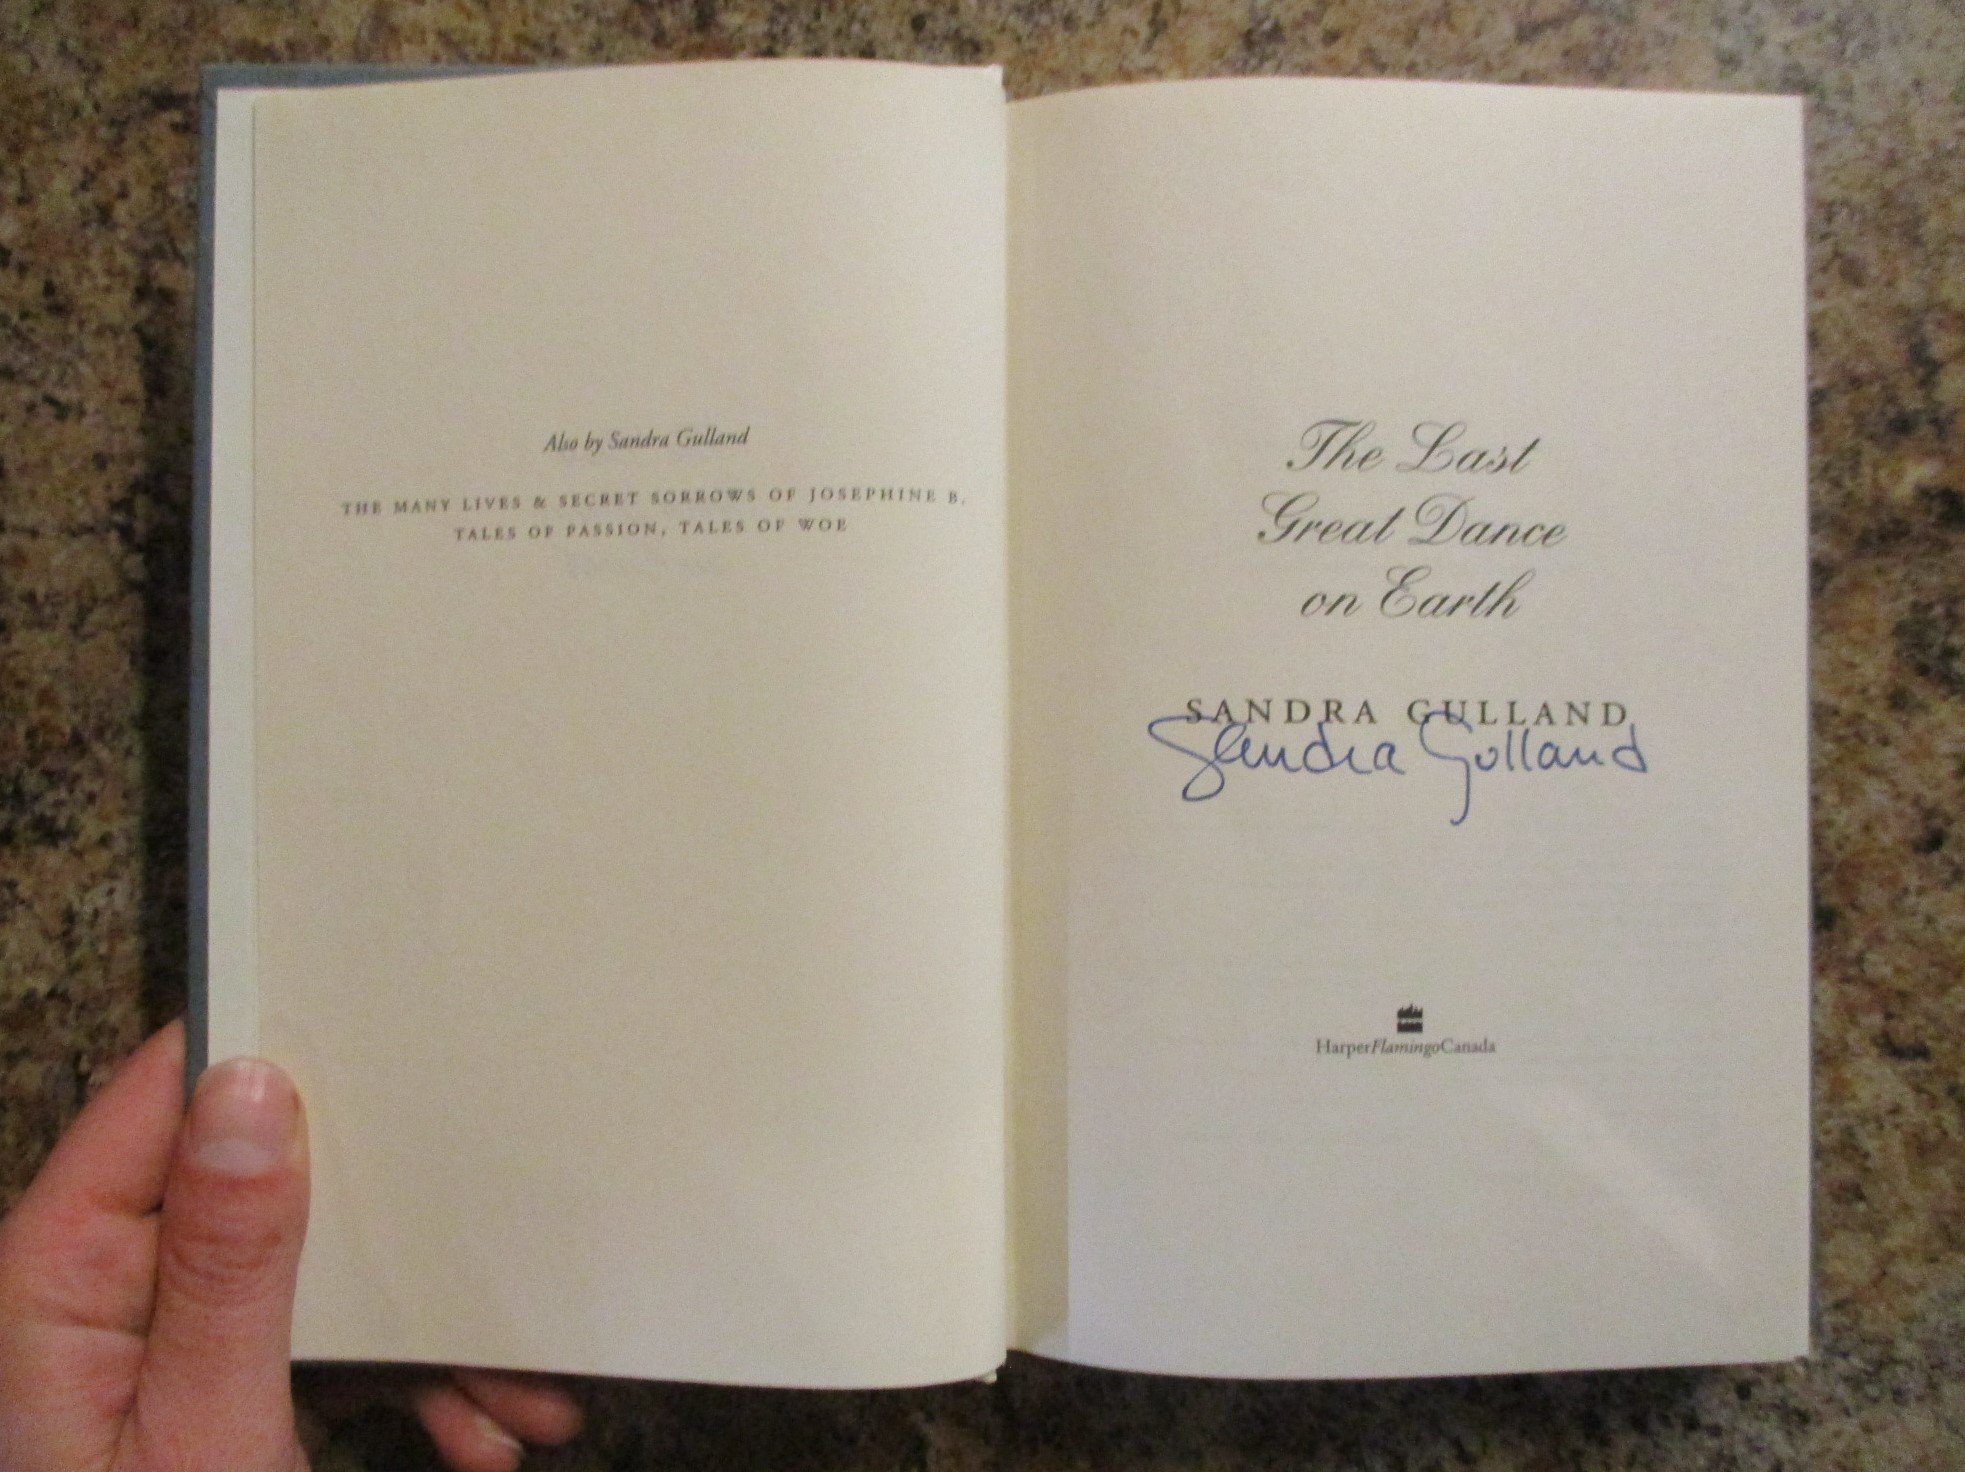 Also by Sandra Gulland
THE MANY LIVES & SECRET SORROWS OF JOSEPHINE B.
TALES OF PASSION, TALES OF WOE
The Last
Great Dance
on Earth
SANDRA GULLAND
Sandra Gulland
HarperFlamingoCanada